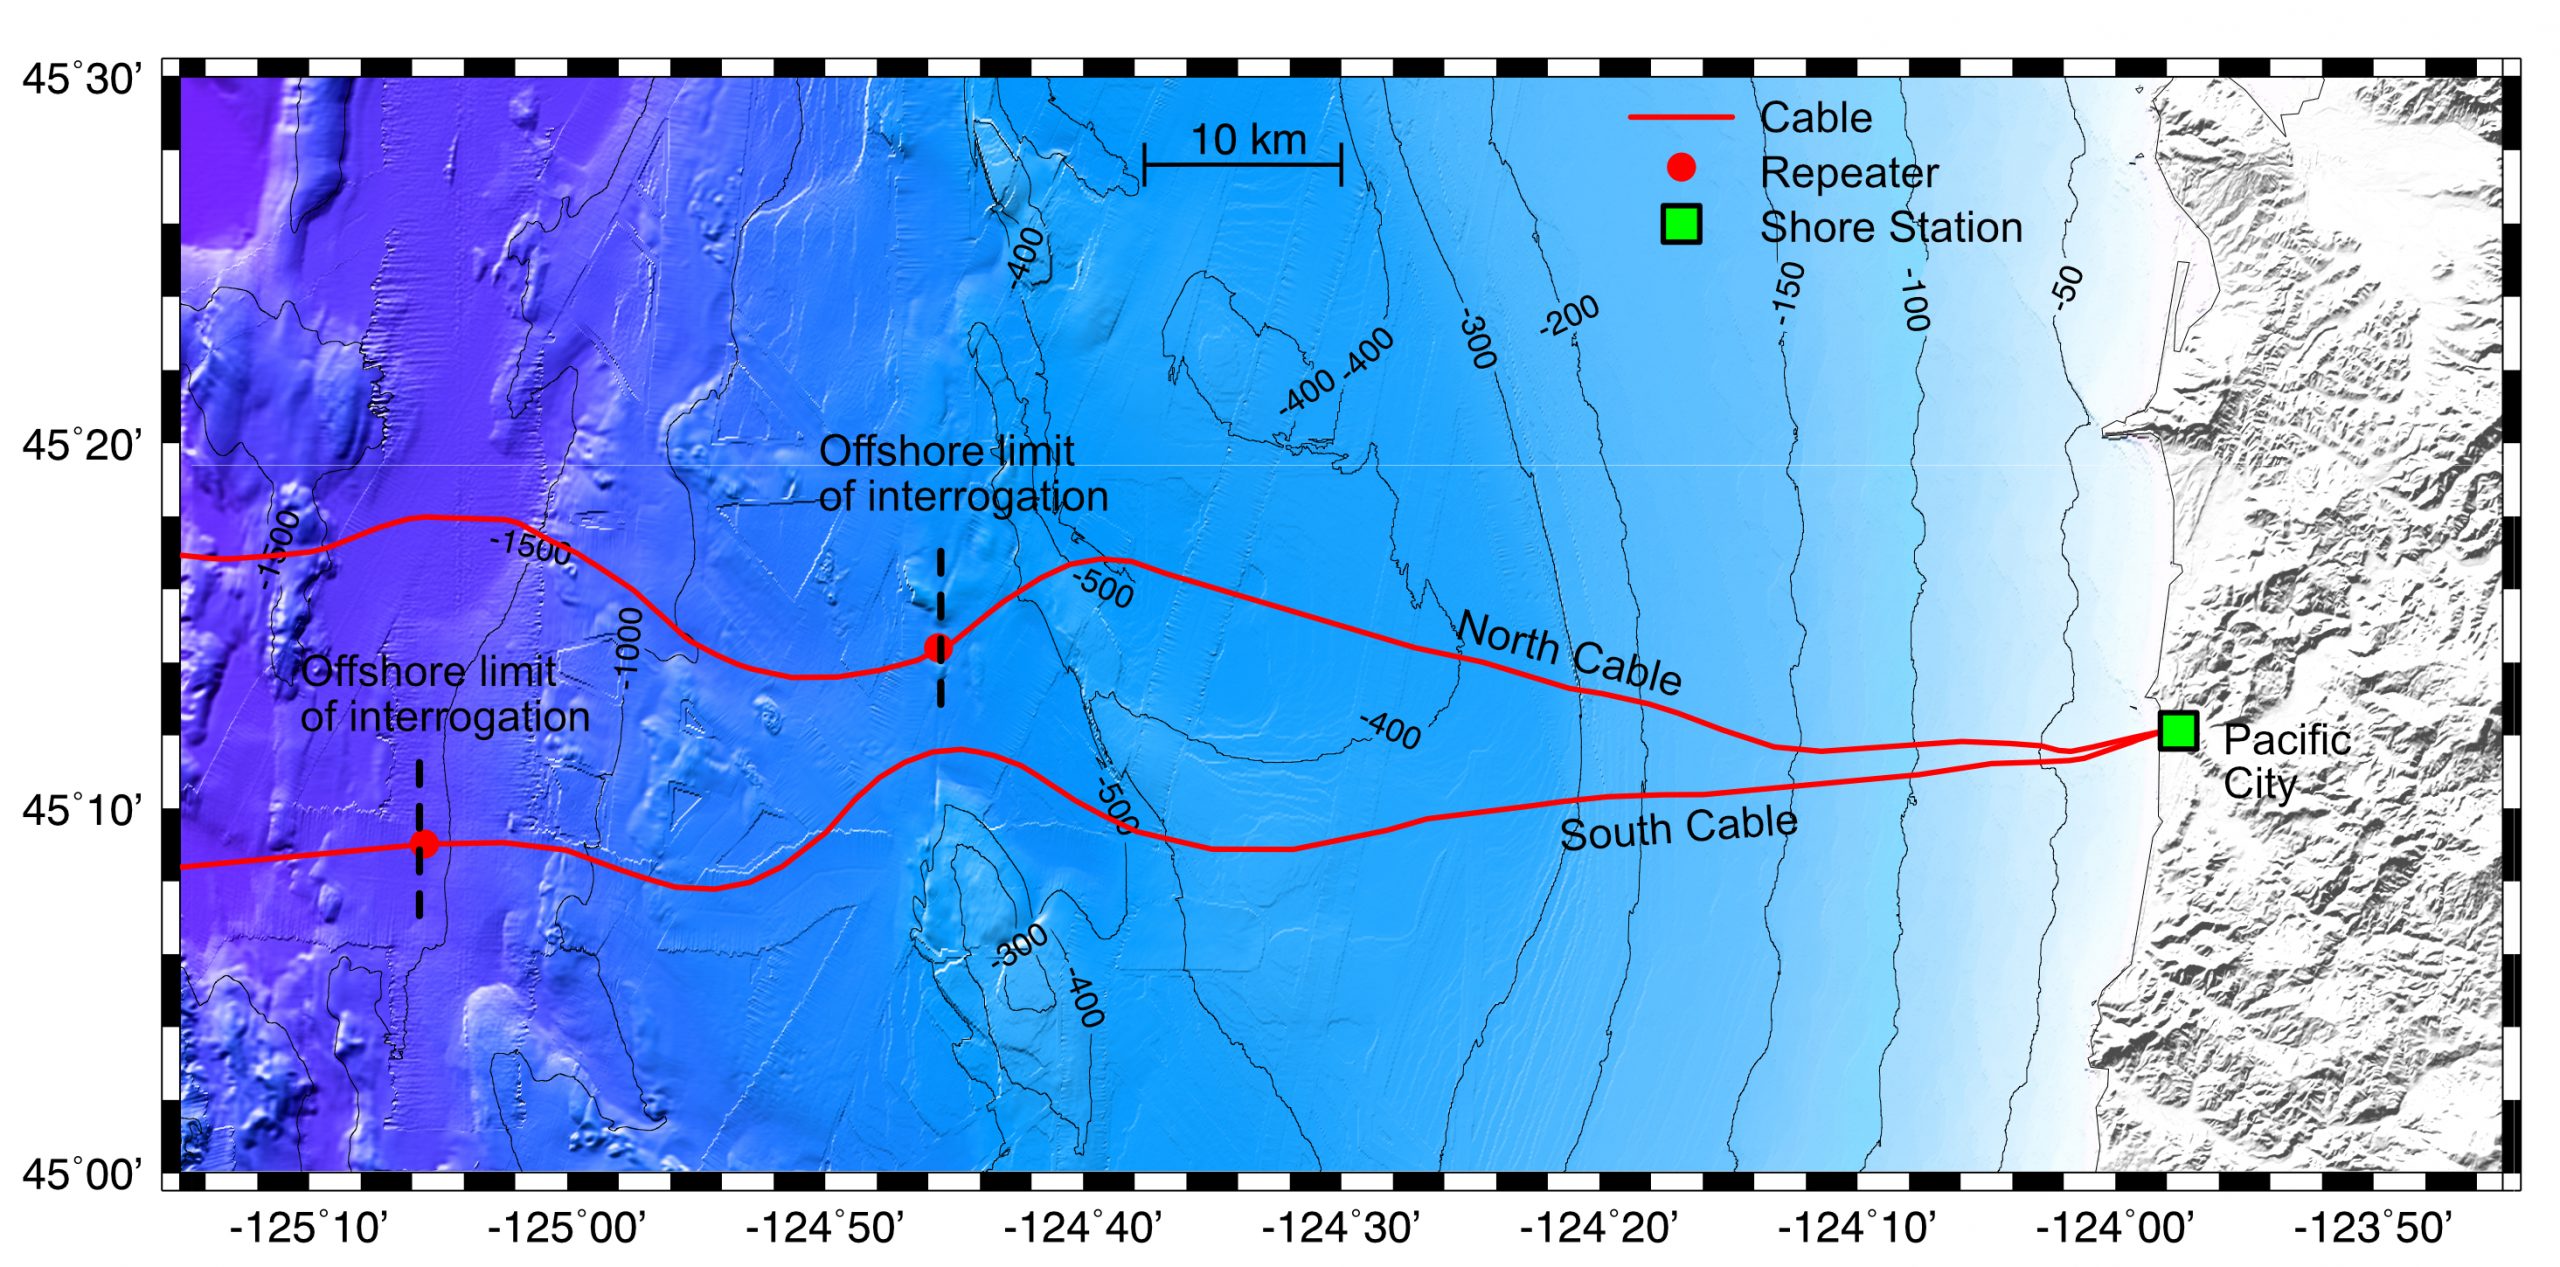 45°30’
45°20’
45°10’
45°00’
10 km
Cable
Repeater
Shore Station
-400
-400
-400
-300
-200
-150
-100
-50
Offshore limit
of interrogation
-1500
-1500
-500
-1000
North Cable
Offshore limit
of interrogation
-400
Pacific
City
-500
South Cable
-300
-400
-125°10’
-125°00’
-124°50’
-124°40’
-124°30’
-124°20’
-124°10’
-124°00’
-123°50’